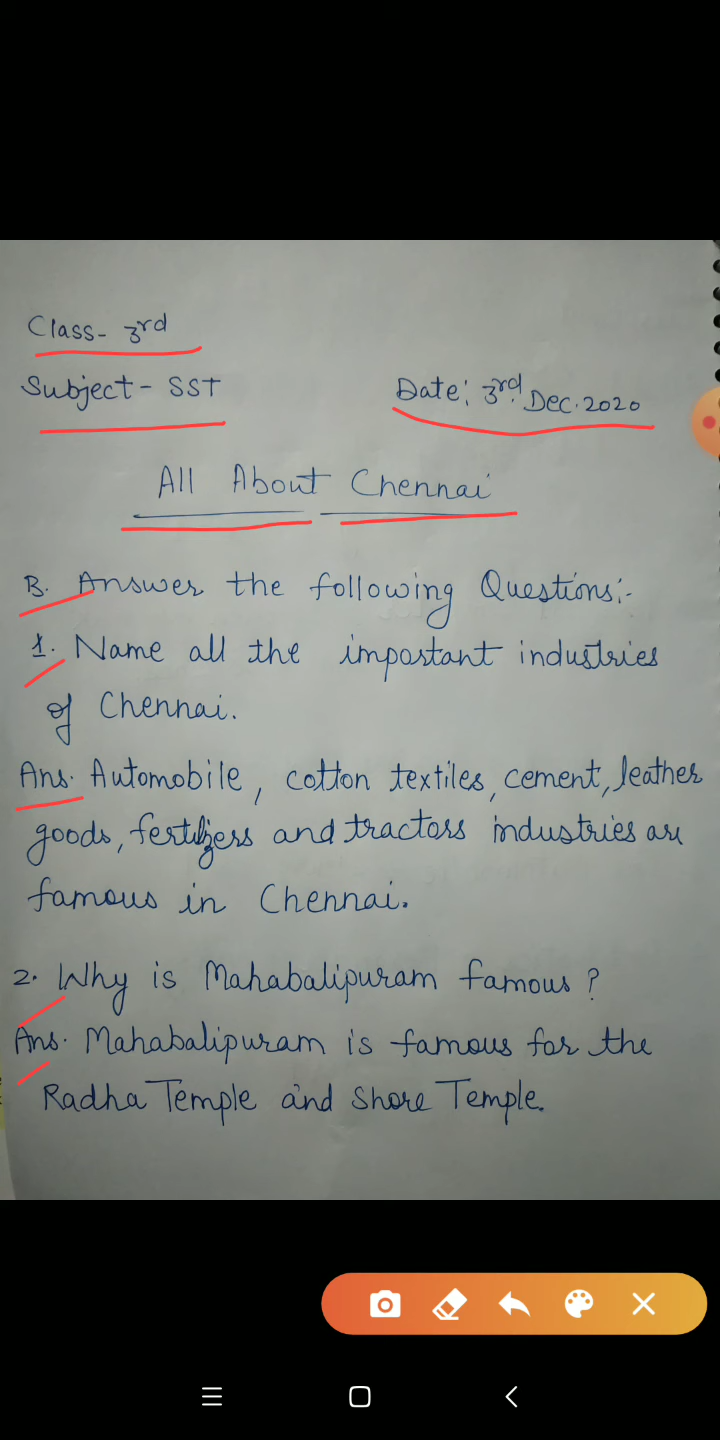 Class- 3rd
Subject- SST
Date: 3rd. Dec. 2020
All About Chennai
B. Answer the following Questions:-
1. Name all the important industries
of Chennai.
Ans. Automobile, cotton textiles, cement, leather
goods, fertilizers and tractors industries are
famous in Chennai.
2. Why is Mahabalipuram famous?
Ans. Mahabalipuram is famous for the
Radha Temple and Shore Temple.